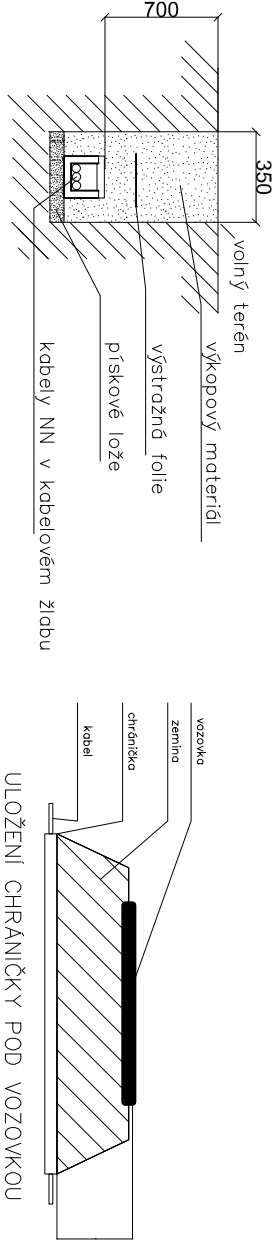 700
350
volný terén
výkopový materiál
výstražná folie
pískové lože
kabely NN v kabelovém žlabu
vozovka
zemina
chránička
kabel
ULOŽENÍ CHRÁNIČKY POD VOZOVKOU